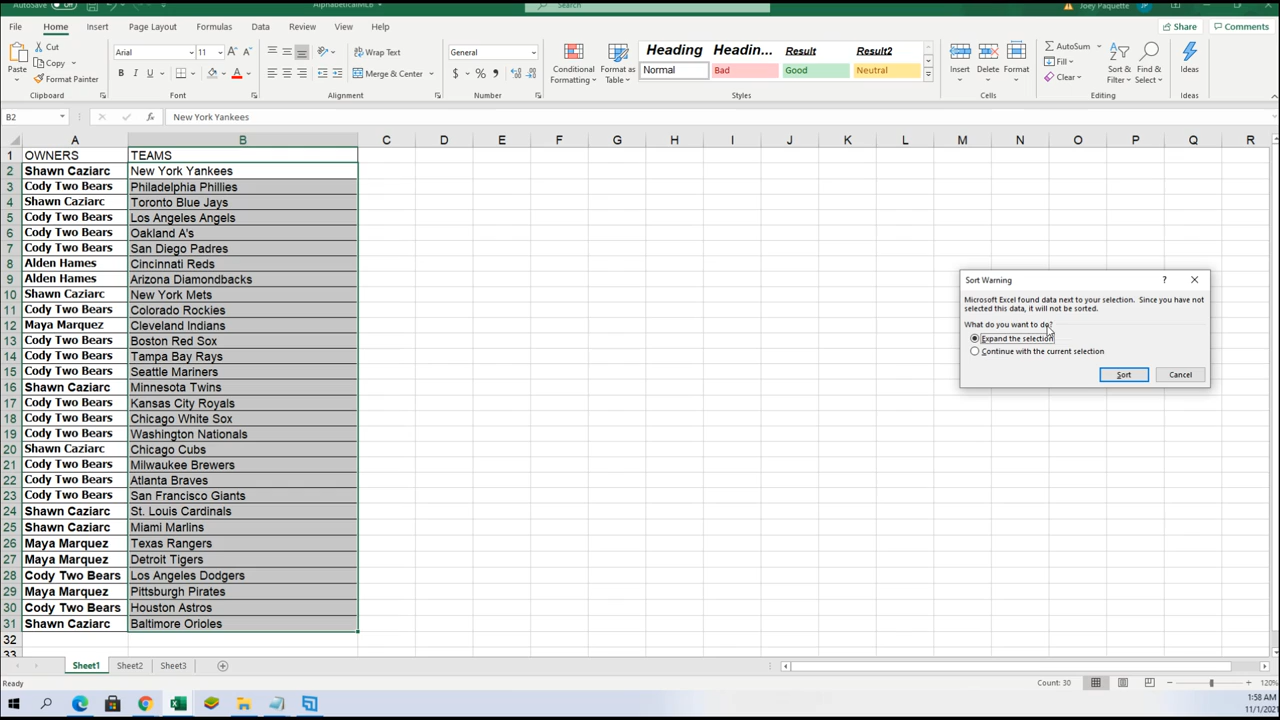 AutoSave Off AlphabeticalMLB Search Joey Paquette
File Home Insert Page Layout Formulas Data Review View Help Share Comments
Cut
Copy
Format Painter
Paste
Clipboard
Arial 11
B I U
Font
Wrap Text
Merge & Center
Alignment
General
$ %
Number
Conditional Formatting
Format as Table
Heading Headin... Result Result2
Normal Bad Good Neutral
Styles
Insert Delete Format
Cells
AutoSum
Fill
Clear
Sort & Filter
Find & Select
Editing
Ideas
Ideas
B2 fx New York Yankees
A B C D E F G H I J K L M N O P Q R
1 OWNERS TEAMS
2 Shawn Caziarc New York Yankees
3 Cody Two Bears Philadelphia Phillies
4 Shawn Caziarc Toronto Blue Jays
5 Cody Two Bears Los Angeles Angels
6 Cody Two Bears Oakland A's
7 Cody Two Bears San Diego Padres
8 Alden Hames Cincinnati Reds
9 Alden Hames Arizona Diamondbacks
10 Shawn Caziarc New York Mets
11 Cody Two Bears Colorado Rockies
12 Maya Marquez Cleveland Indians
13 Cody Two Bears Boston Red Sox
14 Cody Two Bears Tampa Bay Rays
15 Cody Two Bears Seattle Mariners
16 Shawn Caziarc Minnesota Twins
17 Cody Two Bears Kansas City Royals
18 Cody Two Bears Chicago White Sox
19 Cody Two Bears Washington Nationals
20 Shawn Caziarc Chicago Cubs
21 Cody Two Bears Milwaukee Brewers
22 Cody Two Bears Atlanta Braves
23 Cody Two Bears San Francisco Giants
24 Shawn Caziarc St. Louis Cardinals
25 Shawn Caziarc Miami Marlins
26 Maya Marquez Texas Rangers
27 Maya Marquez Detroit Tigers
28 Cody Two Bears Los Angeles Dodgers
29 Maya Marquez Pittsburgh Pirates
30 Cody Two Bears Houston Astros
31 Shawn Caziarc Baltimore Orioles
32
33
Sort Warning ?
Microsoft Excel found data next to your selection. Since you have not
selected this data, it will not be sorted.
What do you want to do?
Expand the selection
Continue with the current selection
Sort Cancel
Sheet1 Sheet2 Sheet3
Ready Count: 30 120%
1:58 AM
11/1/2021